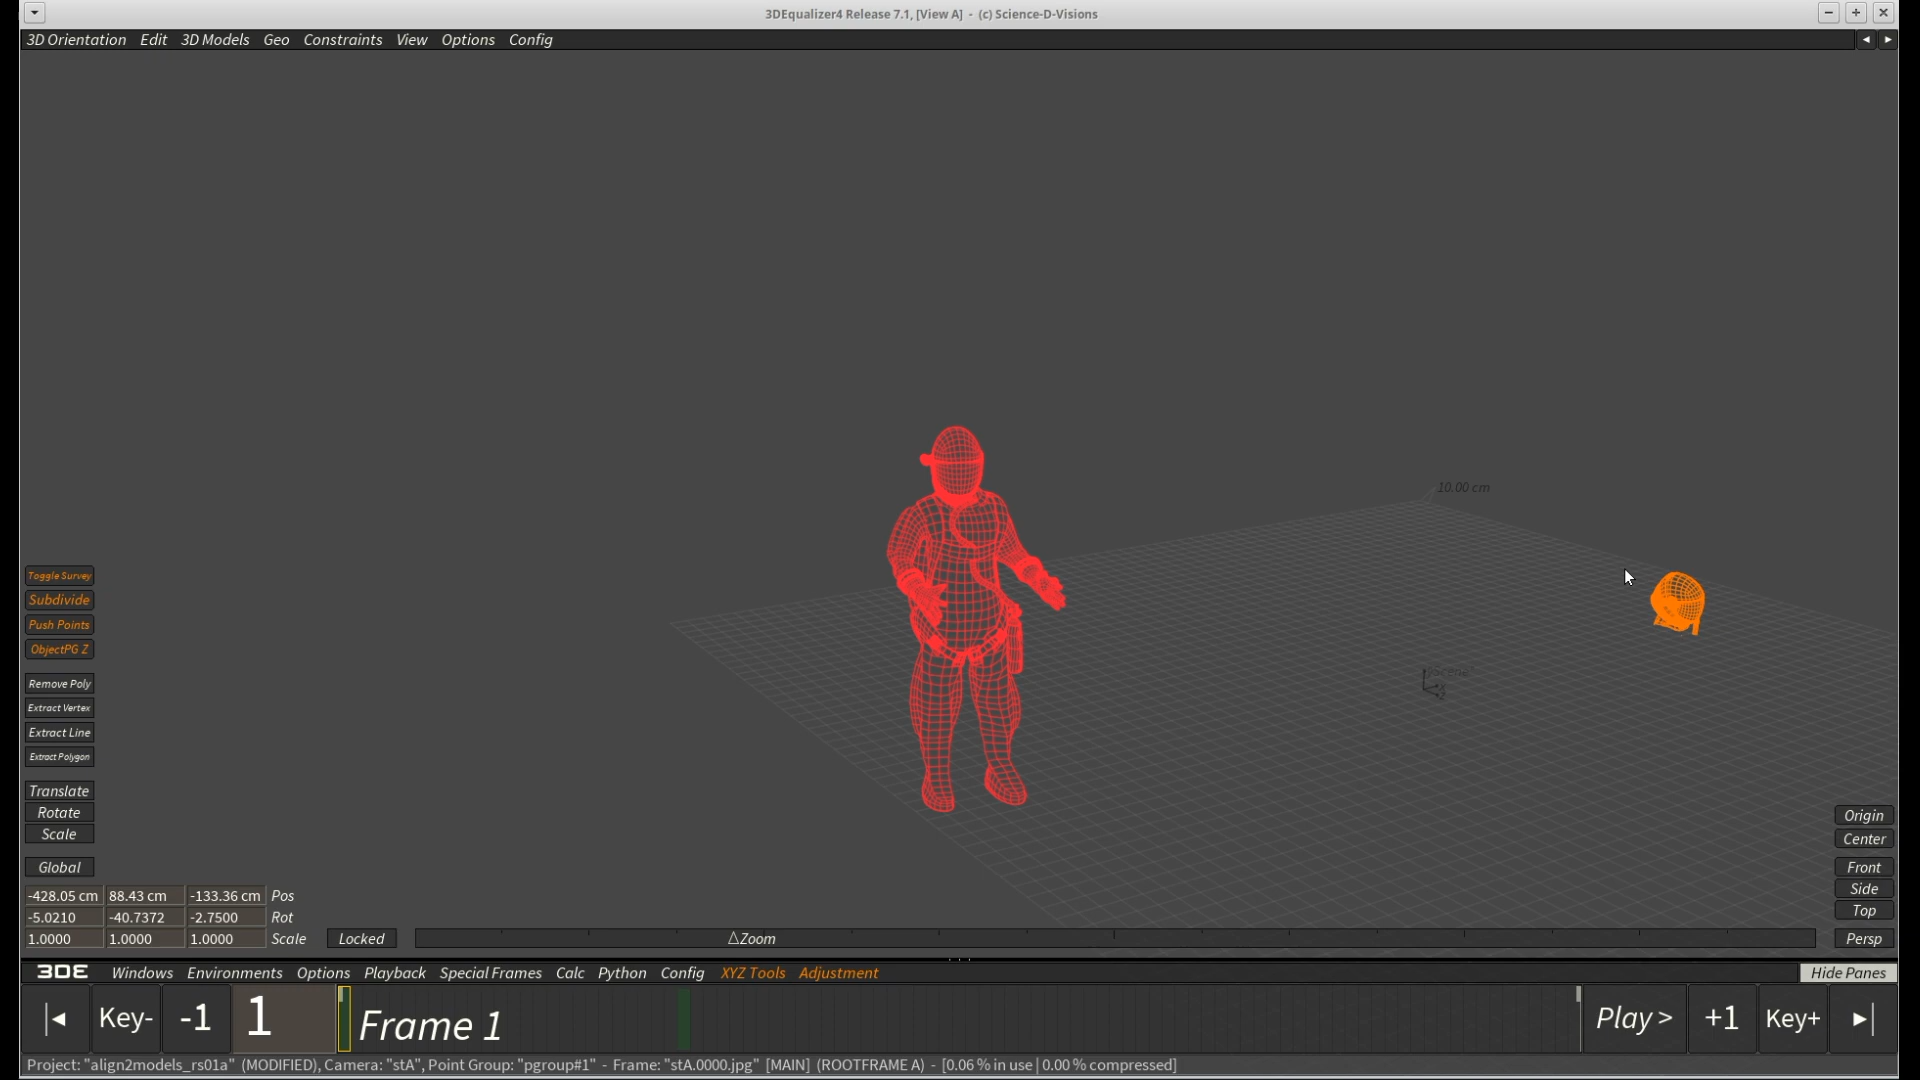 3DEqualizer4 Release 7.1, [View A] - (c) Science-D-Visions
3D Orientation Edit 3D Models Geo Constraints View Options Config
10.00 cm
Toggle Survey
Subdivide
Push Points
ObjectPG Z
Remove Poly
Extract Vertex
Extract Line
Extract Polygon
Translate
Rotate
Scale
Global
-428.05 cm 88.43 cm -133.36 cm Pos
-5.0210 -40.7372 -2.7500 Rot
1.0000 1.0000 1.0000 Scale Locked Zoom
Origin
Center
Front
Side
Top
Persp
3DE Windows Environments Options Playback Special Frames Calc Python Config XYZ Tools Adjustment Hide Panes
Key- -1 1 Frame 1 Play > +1 Key+
Project: "align2models_rs01a" (MODIFIED), Camera: "stA", Point Group: "pgroup#1" - Frame: "stA.0000.jpg" [MAIN] (ROOTFRAME A) - [0.06 % in use | 0.00 % compressed]